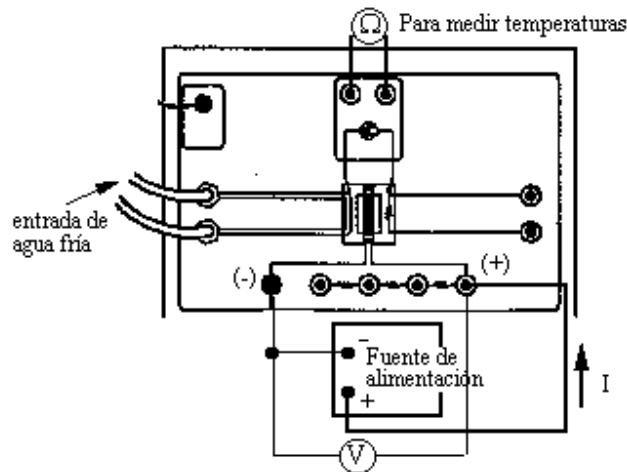 Ω Para medir temperaturas
entrada de
agua fría
(-)
(+)
−
Fuente de
alimentación
+
I
V